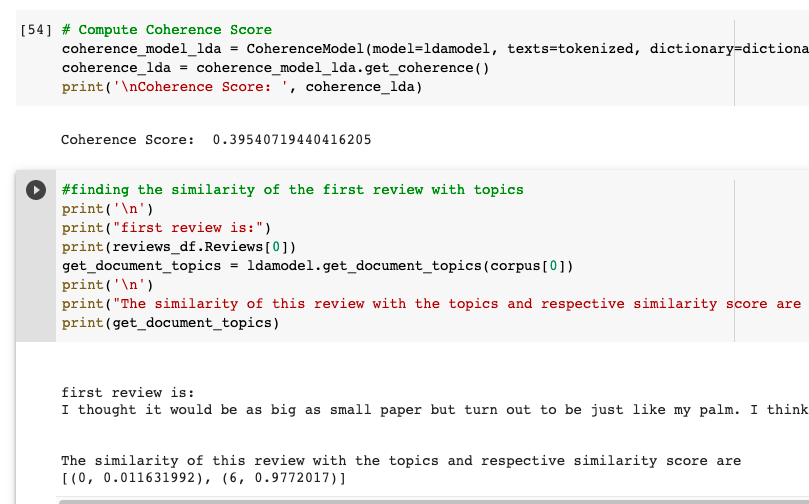 [54] # Compute Coherence Score
coherence_model_lda = CoherenceModel(model=ldamodel, texts=tokenized, dictionary=dictiona
coherence_lda = coherence_model_lda.get_coherence()
print('\nCoherence Score: ', coherence_lda)
Coherence Score:  0.39540719440416205
#finding the similarity of the first review with topics
print('\n')
print("first review is:")
print(reviews_df.Reviews[0])
get_document_topics = ldamodel.get_document_topics(corpus[0])
print('\n')
print("The similarity of this review with the topics and respective similarity score are
print(get_document_topics)
first review is:
I thought it would be as big as small paper but turn out to be just like my palm. I think
The similarity of this review with the topics and respective similarity score are
[(0, 0.011631992), (6, 0.9772017)]